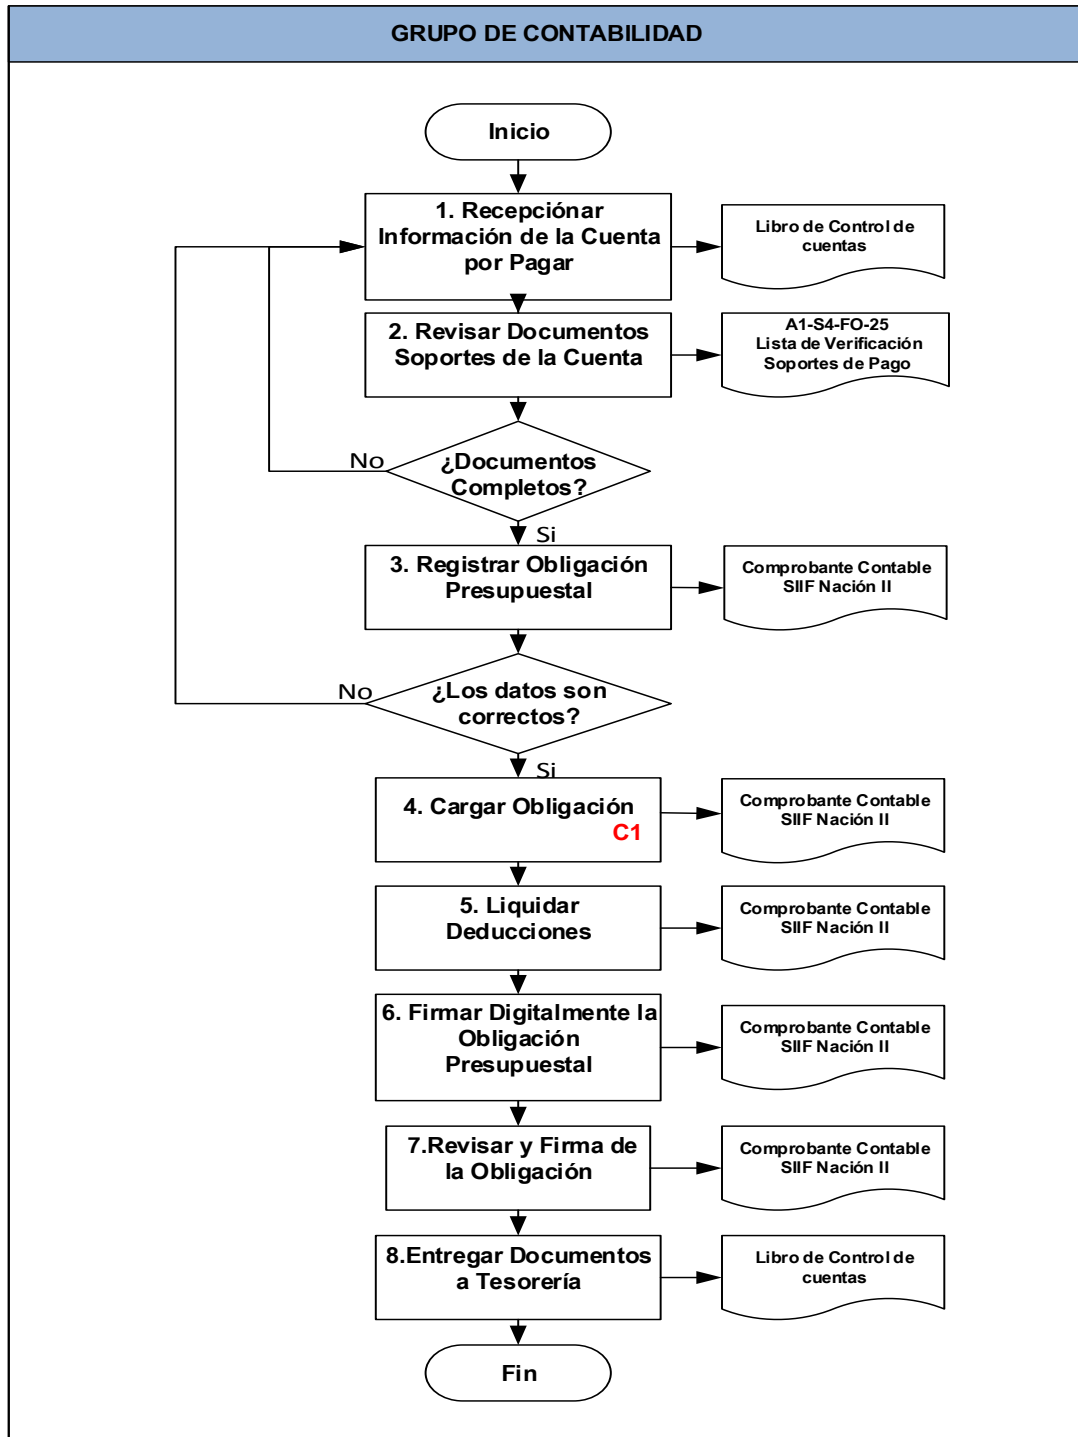 GRUPO DE CONTABILIDAD
Inicio
1. Recepciónar
Información de la Cuenta
por Pagar
Libro de Control de
cuentas
2. Revisar Documentos
Soportes de la Cuenta
A1-S4-FO-25
Lista de Verificación
Soportes de Pago
No
¿Documentos
Completos?
Si
3. Registrar Obligación
Presupuestal
Comprobante Contable
SIIF Nación II
No
¿Los datos son
correctos?
Si
4. Cargar Obligación
C1
Comprobante Contable
SIIF Nación II
5. Liquidar
Deducciones
Comprobante Contable
SIIF Nación II
6. Firmar Digitalmente la
Obligación
Presupuestal
Comprobante Contable
SIIF Nación II
7.Revisar y Firma de
la Obligación
Comprobante Contable
SIIF Nación II
8.Entregar Documentos
a Tesorería
Libro de Control de
cuentas
Fin